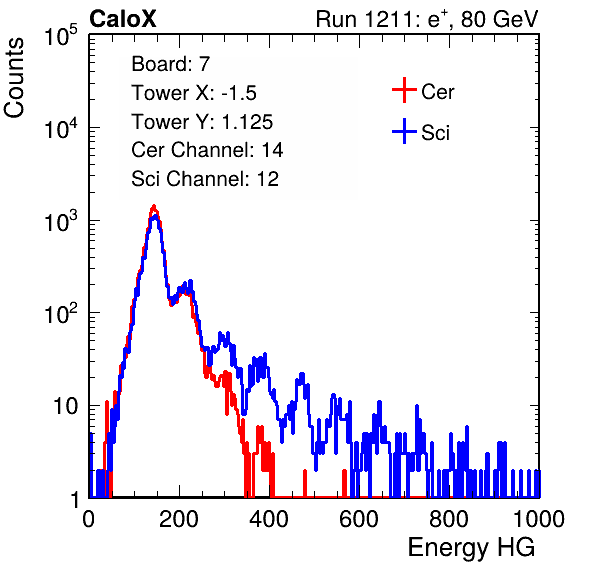 CaloX Run 1211: e⁺, 80 GeV
Counts
10⁵
10⁴
10³
10²
10
1
Board: 7
Tower X: -1.5
Tower Y: 1.125
Cer Channel: 14
Sci Channel: 12
Cer
Sci
0 200 400 600 800 1000
Energy HG